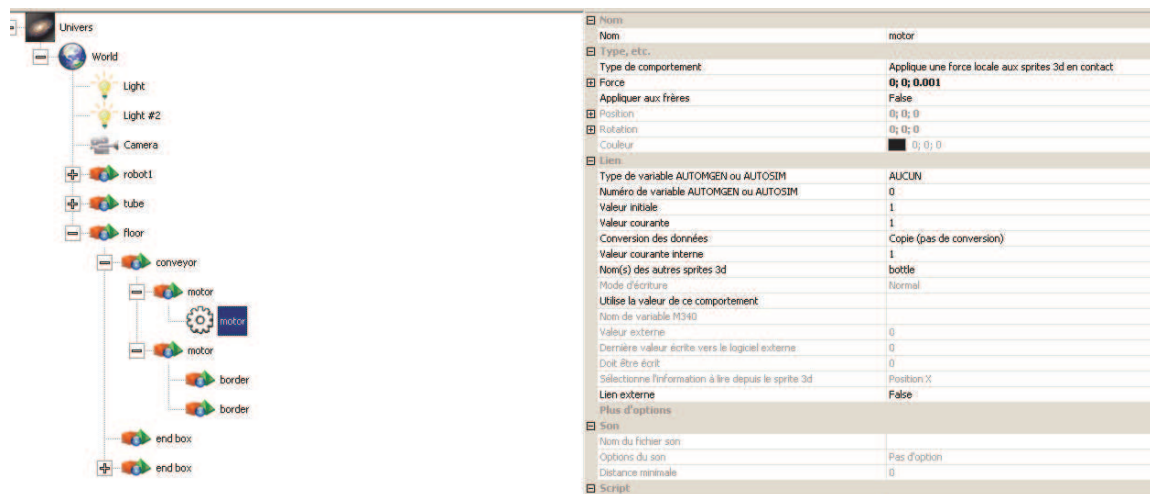 Univers
World
Light
Light #2
Camera
robot1
tube
floor
conveyor
motor
motor
motor
border
border
end box
end box
Nom
Nom motor
Type, etc.
Type de comportement Applique une force locale aux sprites 3d en contact
Force 0; 0; 0.001
Appliquer aux frères False
Position 0; 0; 0
Rotation 0; 0; 0
Couleur 0; 0; 0
Lien
Type de variable AUTOMGEN ou AUTOSIM AUCUN
Numéro de variable AUTOMGEN ou AUTOSIM 0
Valeur initiale 1
Valeur courante 1
Conversion des données Copie (pas de conversion)
Valeur courante interne 1
Nom(s) des autres sprites 3d bottle
Mode d'écriture Normal
Utilise la valeur de ce comportement
Nom de variable M340
Valeur externe 0
Dernière valeur écrite vers le logiciel externe 0
Doit être écrit 0
Sélectionne l'information à lire depuis le sprite 3d Position X
Lien externe False
Plus d'options
Son
Nom du fichier son
Options du son Pas d'option
Distance minimale 0
Script